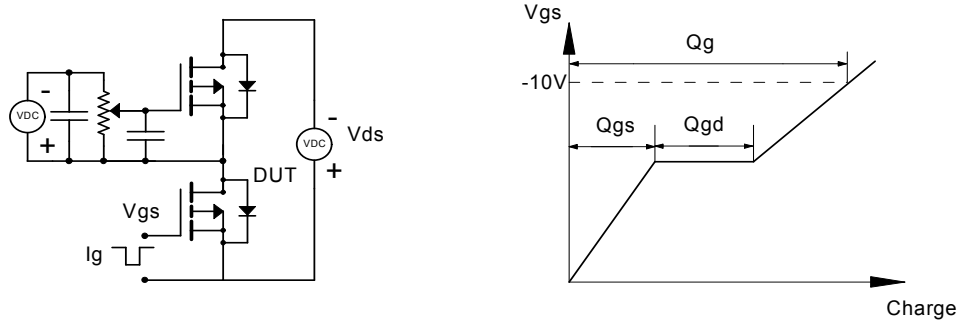 -
VDC
+
-
Vds
VDC
+
DUT
Vgs
Ig
Vgs
Qg
-10V
Qgs
Qgd
Charge